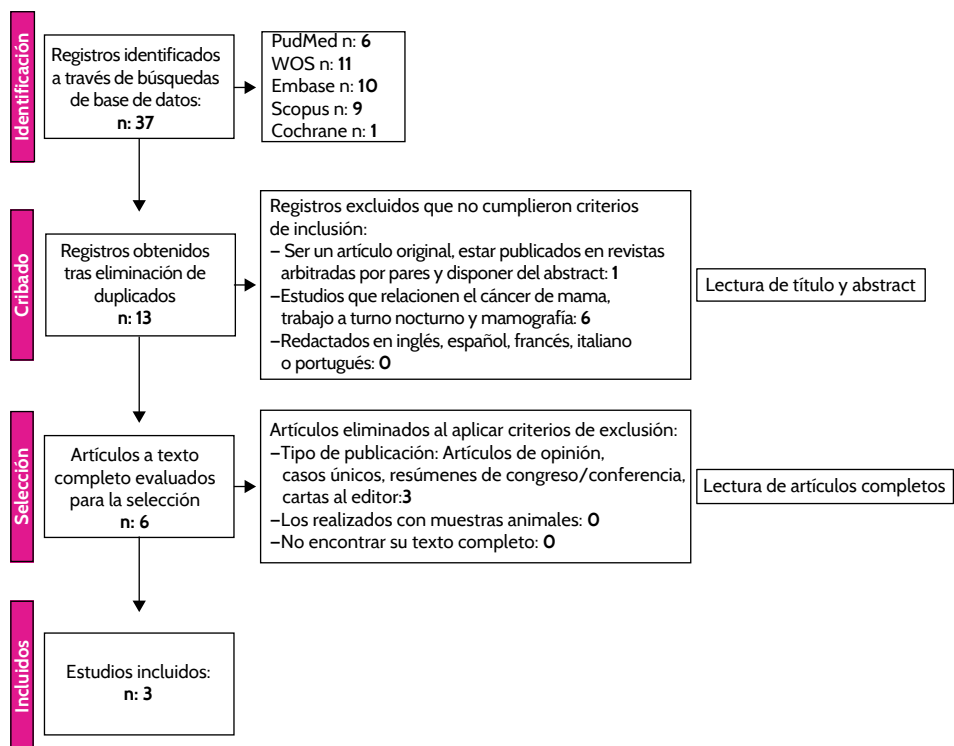 Identificación
Registros identificados
a través de búsquedas
de base de datos:
n: 37
PudMed n: 6
WOS n: 11
Embase n: 10
Scopus n: 9
Cochrane n: 1
Cribado
Registros obtenidos
tras eliminación de
duplicados
n: 13
Registros excluidos que no cumplieron criterios
de inclusión:
– Ser un artículo original, estar publicados en revistas
arbitradas por pares y disponer del abstract: 1
–Estudios que relacionen el cáncer de mama,
trabajo a turno nocturno y mamografía: 6
–Redactados en inglés, español, francés, italiano
o portugués: 0
Lectura de título y abstract
Selección
Artículos a texto
completo evaluados
para la selección
n: 6
Artículos eliminados al aplicar criterios de exclusión:
–Tipo de publicación: Artículos de opinión,
casos únicos, resúmenes de congreso/conferencia,
cartas al editor:3
–Los realizados con muestras animales: 0
–No encontrar su texto completo: 0
Lectura de artículos completos
Incluidos
Estudios incluidos:
n: 3